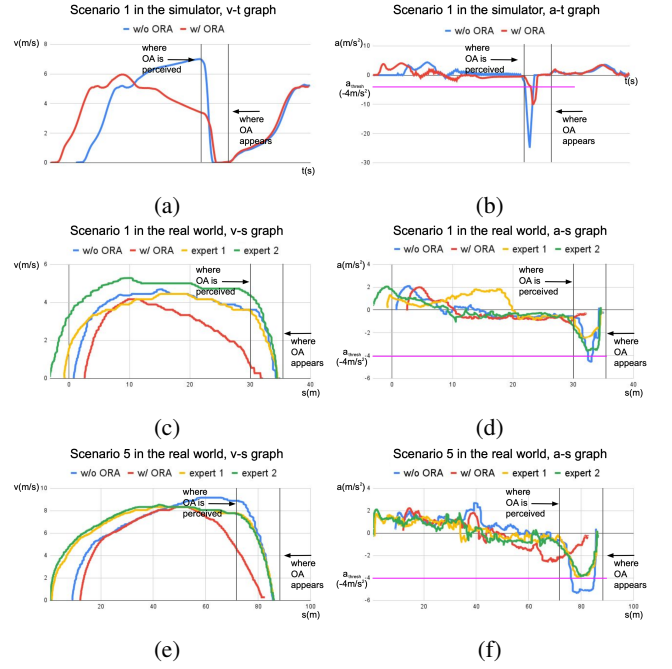 Scenario 1 in the simulator, v-t graph
w/o ORA w/ ORA
v(m/s)
8
6
4
2
0
where
OA is
perceived
where
OA
appears
t(s)
(a)
Scenario 1 in the simulator, a-t graph
w/o ORA w/ ORA
a(m/s²)
10
0
a_thresh
(-4m/s²)
-10
-20
-30
where
OA is
perceived
t(s)
where
OA
appears
(b)
Scenario 1 in the real world, v-s graph
w/o ORA w/ ORA expert 1 expert 2
v(m/s)
6
4
2
0
where
OA is
perceived
where
OA
appears
0 10 20 30 40
s(m)
(c)
Scenario 1 in the real world, a-s graph
w/o ORA w/ ORA expert 1 expert 2
a(m/s²)
4
2
0
-2
a_thresh -4
(-4m/s²)
-6
where
OA is
perceived
where
OA
appears
0 10 20 30 40
s(m)
(d)
Scenario 5 in the real world, v-s graph
w/o ORA w/ ORA expert 1 expert 2
v(m/s)
10
8
6
4
2
0
where
OA is
perceived
where
OA
appears
20 40 60 80 100
s(m)
(e)
Scenario 5 in the real world, a-s graph
w/o ORA w/ ORA expert 1 expert 2
a(m/s²)
4
2
0
-2
a_thresh -4
(-4m/s²)
-6
where
OA is
perceived
where
OA
appears
20 40 60 80 100
s(m)
(f)